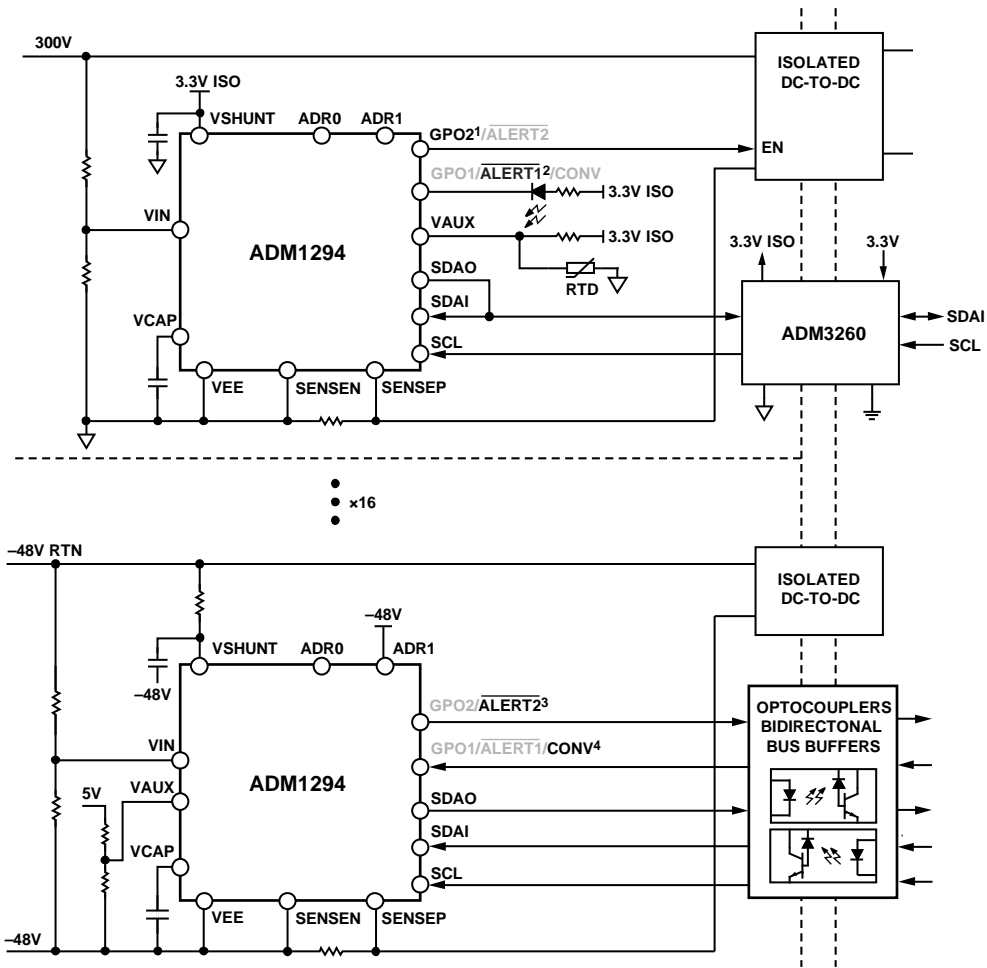 300V
ISOLATED
DC-TO-DC
3.3V ISO
VSHUNT
ADR0
ADR1
GPO2¹/ALERT2
EN
GPO1/ALERT1²/CONV
3.3V ISO
VIN
VAUX
3.3V ISO
3.3V ISO
3.3V
ADM1294
SDAO
RTD
SDAI
SDAI
VCAP
ADM3260
SCL
SCL
VEE
SENSEN
SENSEP
×16
–48V RTN
ISOLATED
DC-TO-DC
–48V
VSHUNT
ADR0
ADR1
–48V
GPO2/ALERT2³
OPTOCOUPLERS
BIDIRECTONAL
BUS BUFFERS
VIN
GPO1/ALERT1/CONV⁴
ADM1294
5V
VAUX
SDAO
SDAI
VCAP
SCL
VEE
SENSEN
SENSEP
–48V